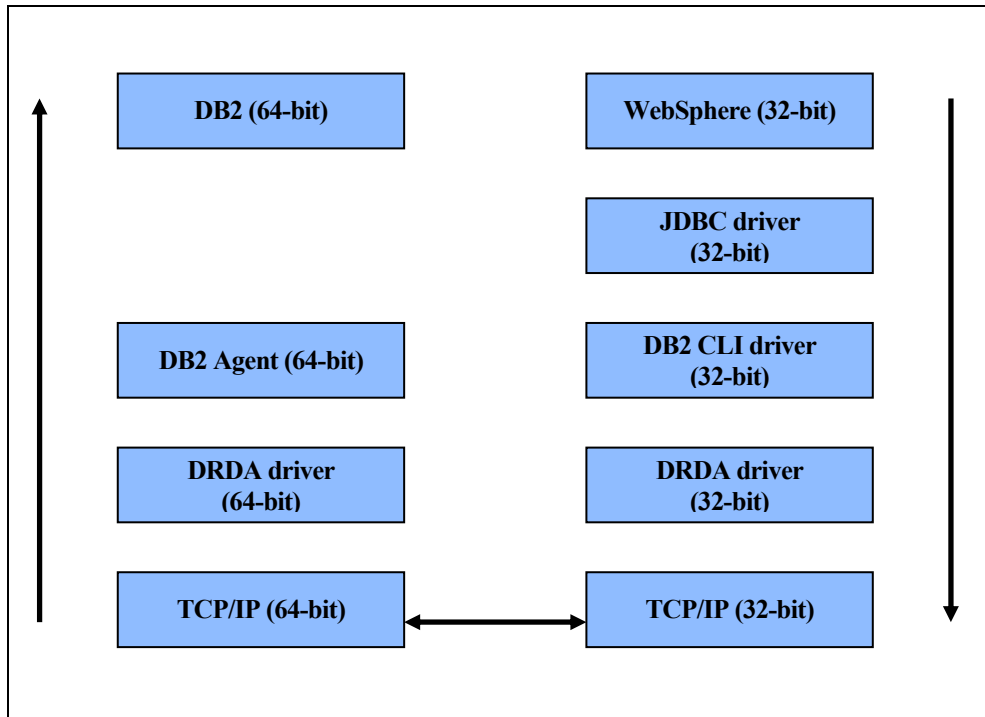 DB2 (64-bit)
WebSphere (32-bit)
JDBC driver
(32-bit)
DB2 Agent (64-bit)
DB2 CLI driver
(32-bit)
DRDA driver
(64-bit)
DRDA driver
(32-bit)
TCP/IP (64-bit)
TCP/IP (32-bit)